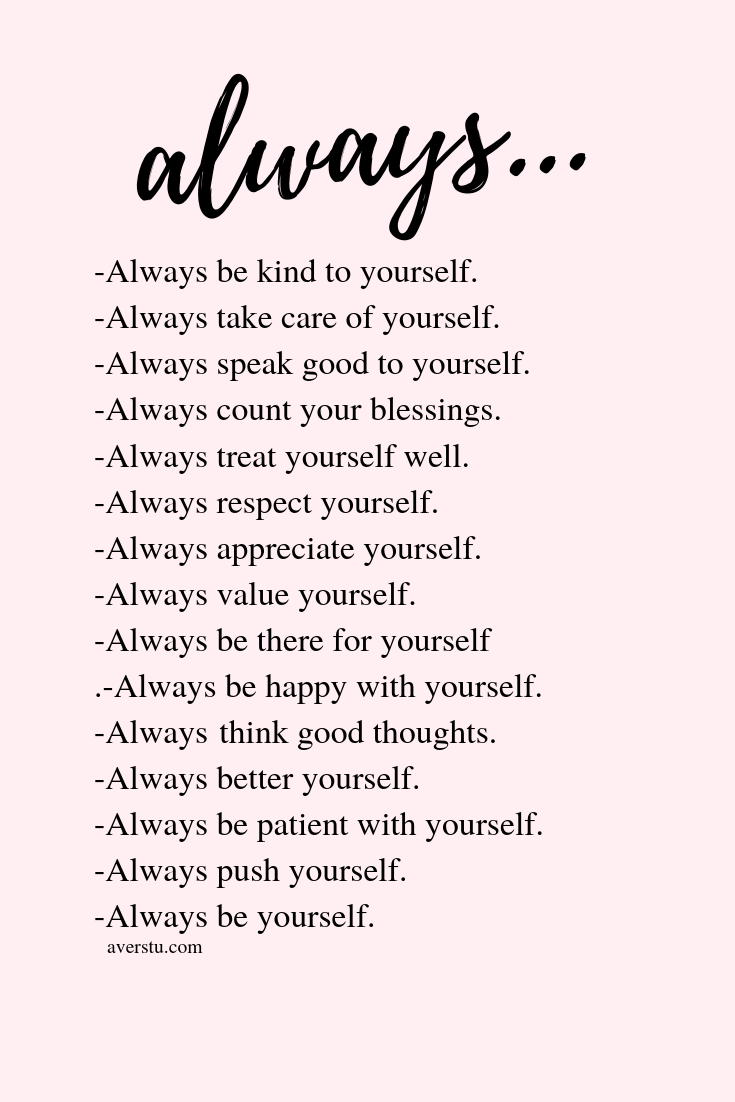 always...
-Always be kind to yourself.
-Always take care of yourself.
-Always speak good to yourself.
-Always count your blessings.
-Always treat yourself well.
-Always respect yourself.
-Always appreciate yourself.
-Always value yourself.
-Always be there for yourself
.-Always be happy with yourself.
-Always think good thoughts.
-Always better yourself.
-Always be patient with yourself.
-Always push yourself.
-Always be yourself.
averstu.com